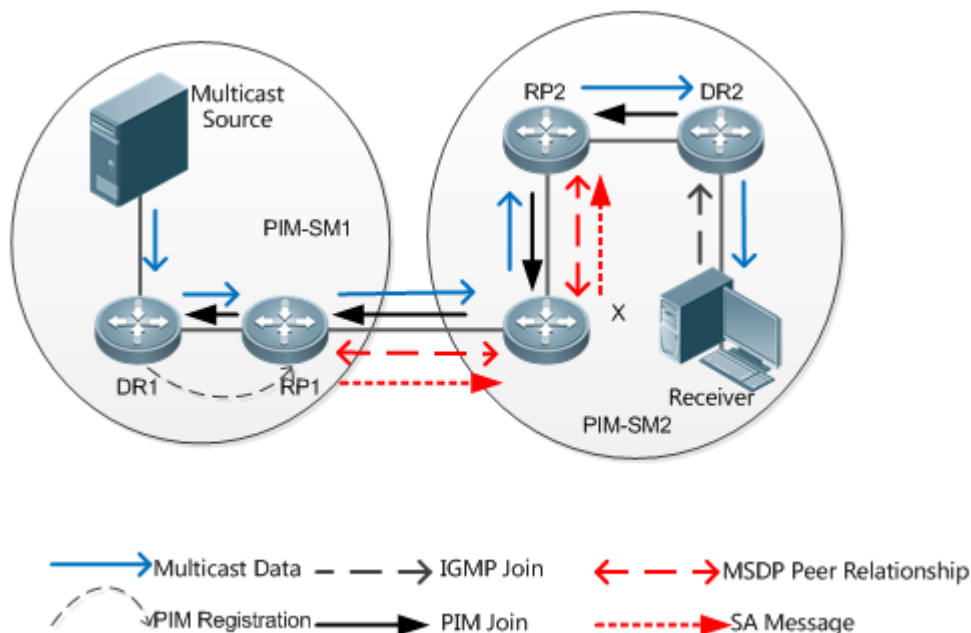 Multicast
Source
PIM-SM1
DR1
RP1
RP2
DR2
X
Receiver
PIM-SM2
Multicast Data
IGMP Join
MSDP Peer Relationship
PIM Registration
PIM Join
SA Message